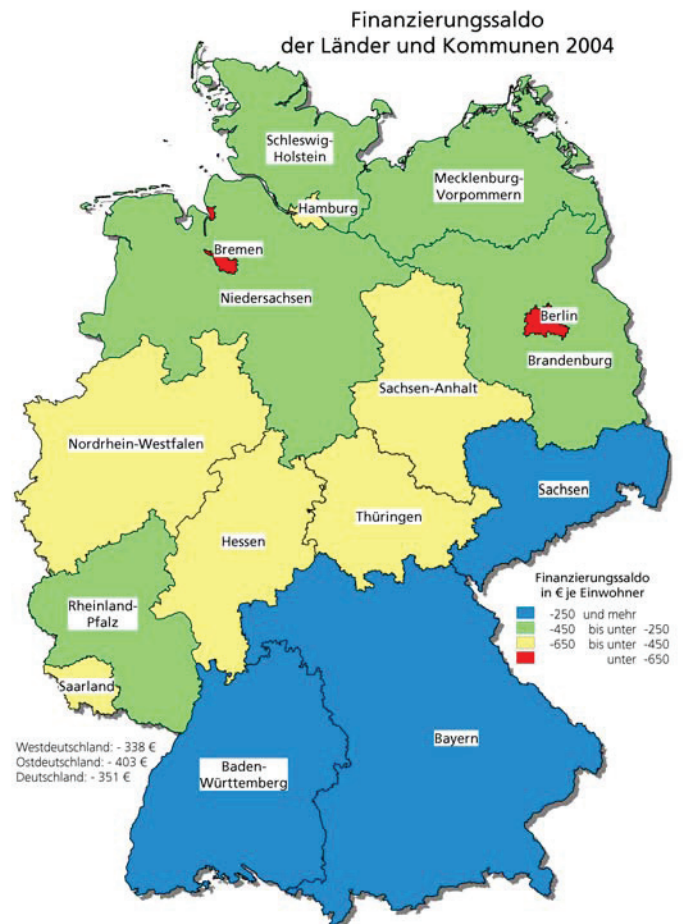 Finanzierungssaldo
der Länder und Kommunen 2004
Schleswig-
Holstein
Mecklenburg-
Vorpommern
Hamburg
Bremen
Niedersachsen
Berlin
Brandenburg
Sachsen-Anhalt
Nordrhein-Westfalen
Sachsen
Thüringen
Hessen
Finanzierungssaldo
in € je Einwohner
-250 und mehr
-450 bis unter -250
-650 bis unter -450
unter -650
Rheinland-
Pfalz
Saarland
Westdeutschland: - 338 €
Ostdeutschland: - 403 €
Deutschland: - 351 €
Baden-
Württemberg
Bayern